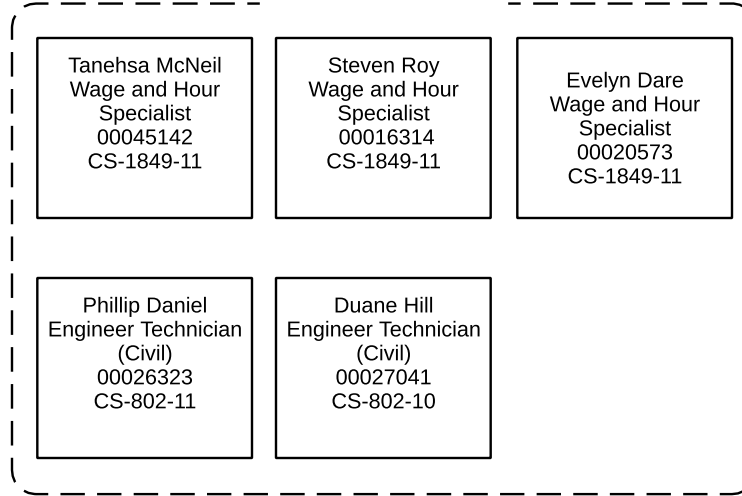 Tanehsa McNeil
Wage and Hour
Specialist
00045142
CS-1849-11
Steven Roy
Wage and Hour
Specialist
00016314
CS-1849-11
Evelyn Dare
Wage and Hour
Specialist
00020573
CS-1849-11
Phillip Daniel
Engineer Technician
(Civil)
00026323
CS-802-11
Duane Hill
Engineer Technician
(Civil)
00027041
CS-802-10